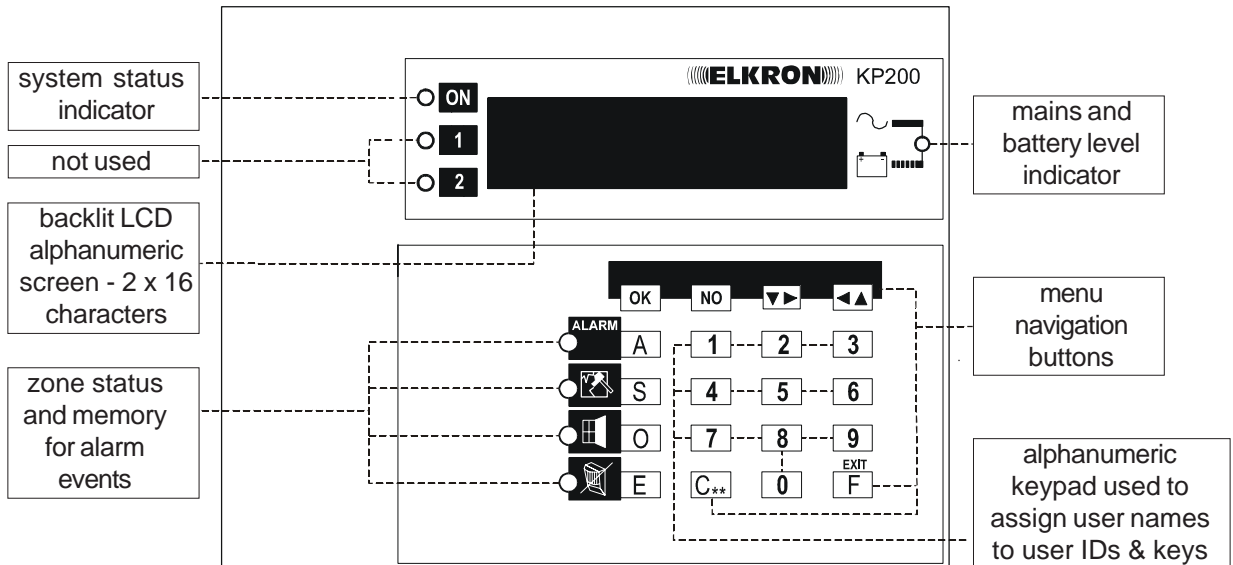 ELKRON KP200
system status
indicator
ON
not used
1
2
mains and
battery level
indicator
backlit LCD
alphanumeric
screen - 2 x 16
characters
OK NO ▼► ◄▲
menu
navigation
buttons
ALARM
A 1 2 3
S 4 5 6
O 7 8 9
EXIT
E C** 0 F
zone status
and memory
for alarm
events
alphanumeric
keypad used to
assign user names
to user IDs & keys